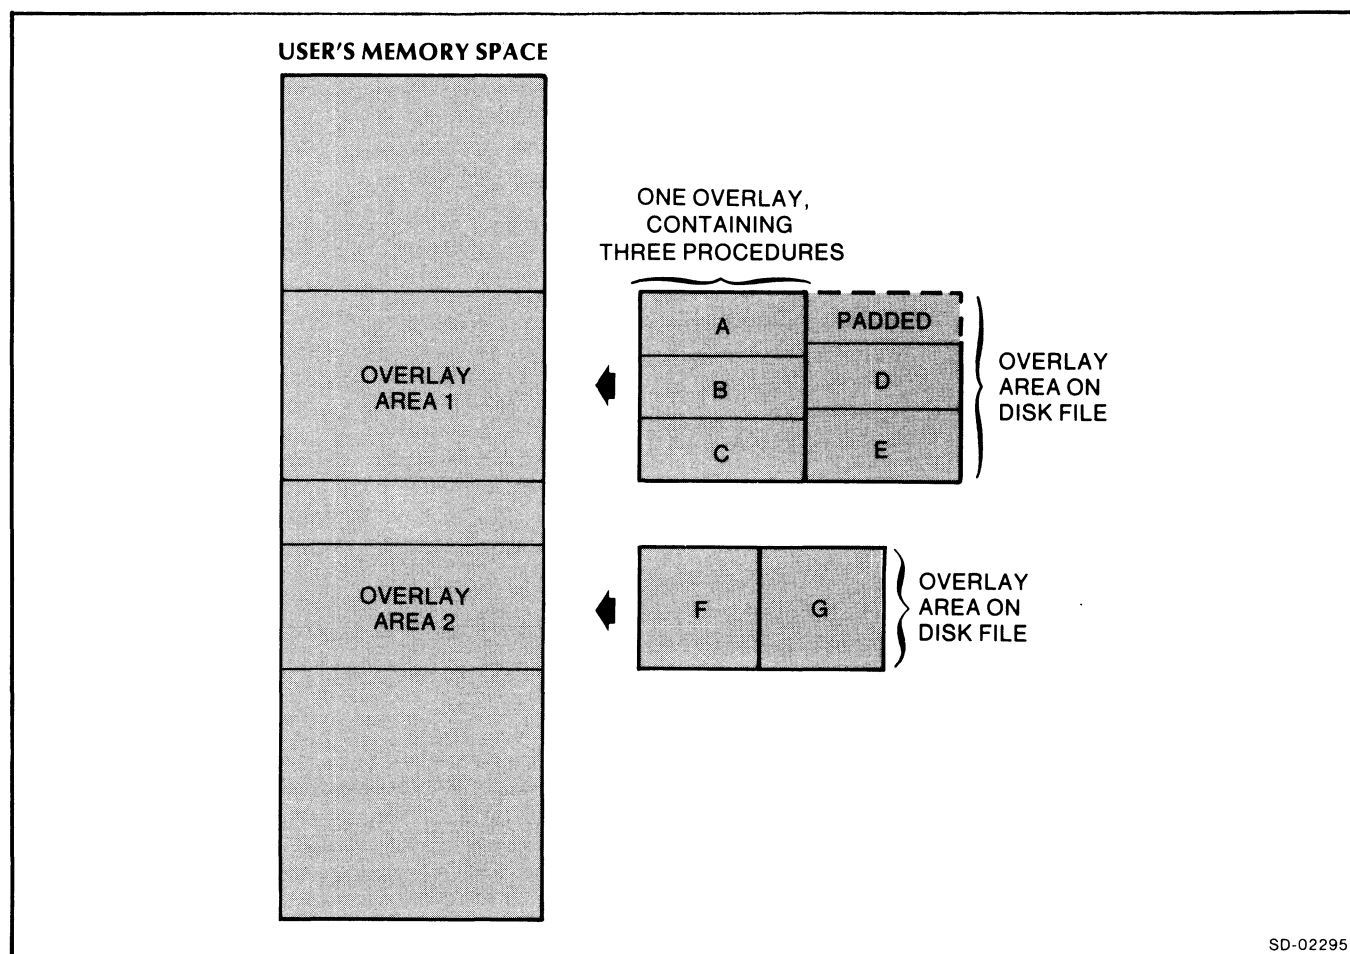 USER'S MEMORY SPACE
ONE OVERLAY,
CONTAINING
THREE PROCEDURES
A
PADDED
OVERLAY
AREA 1
B
D
OVERLAY
AREA ON
DISK FILE
C
E
OVERLAY
AREA 2
F
G
OVERLAY
AREA ON
DISK FILE
SD-02295